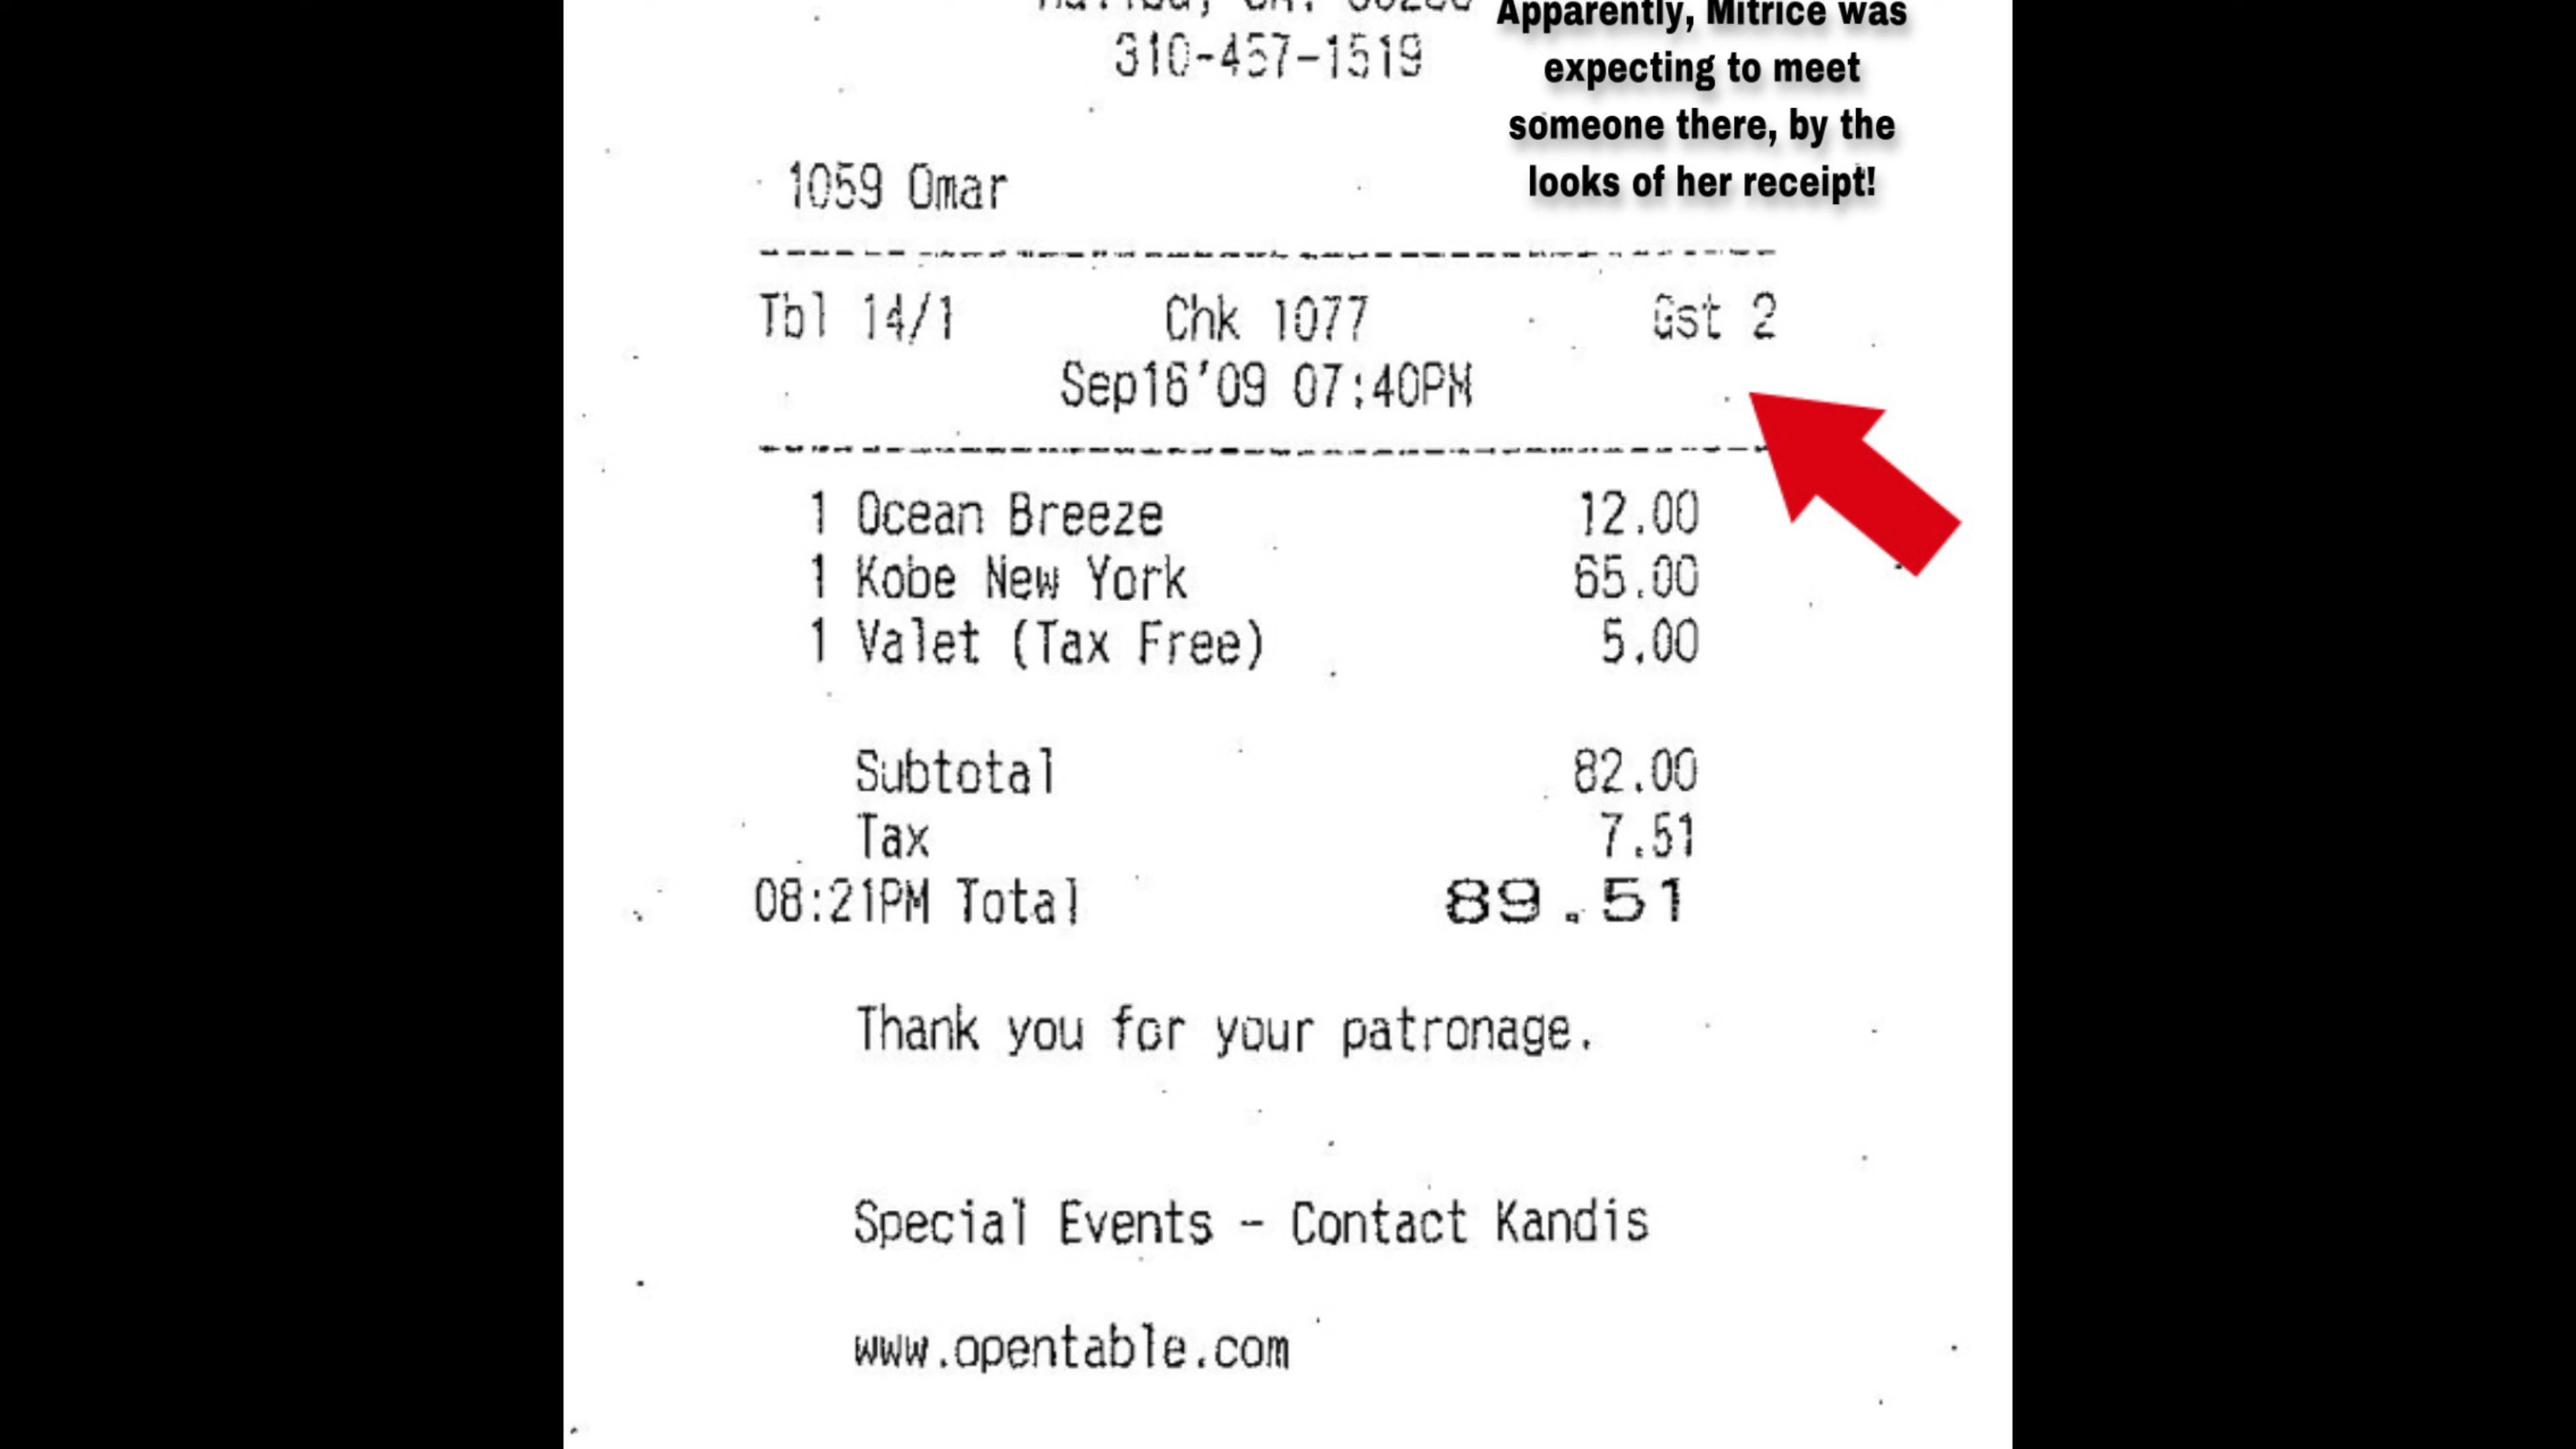 310-457-1519
Apparently, Mitrice was
expecting to meet
someone there, by the
looks of her receipt!
1059 Omar
Tbl 14/1 Chk 1077 Gst 2
Sep16'09 07:40PM
1 Ocean Breeze 12.00
1 Kobe New York 65.00
1 Valet (Tax Free) 5.00
Subtotal 82.00
Tax 7.51
08:21PM Total 89.51
Thank you for your patronage.
Special Events - Contact Kandis
www.opentable.com